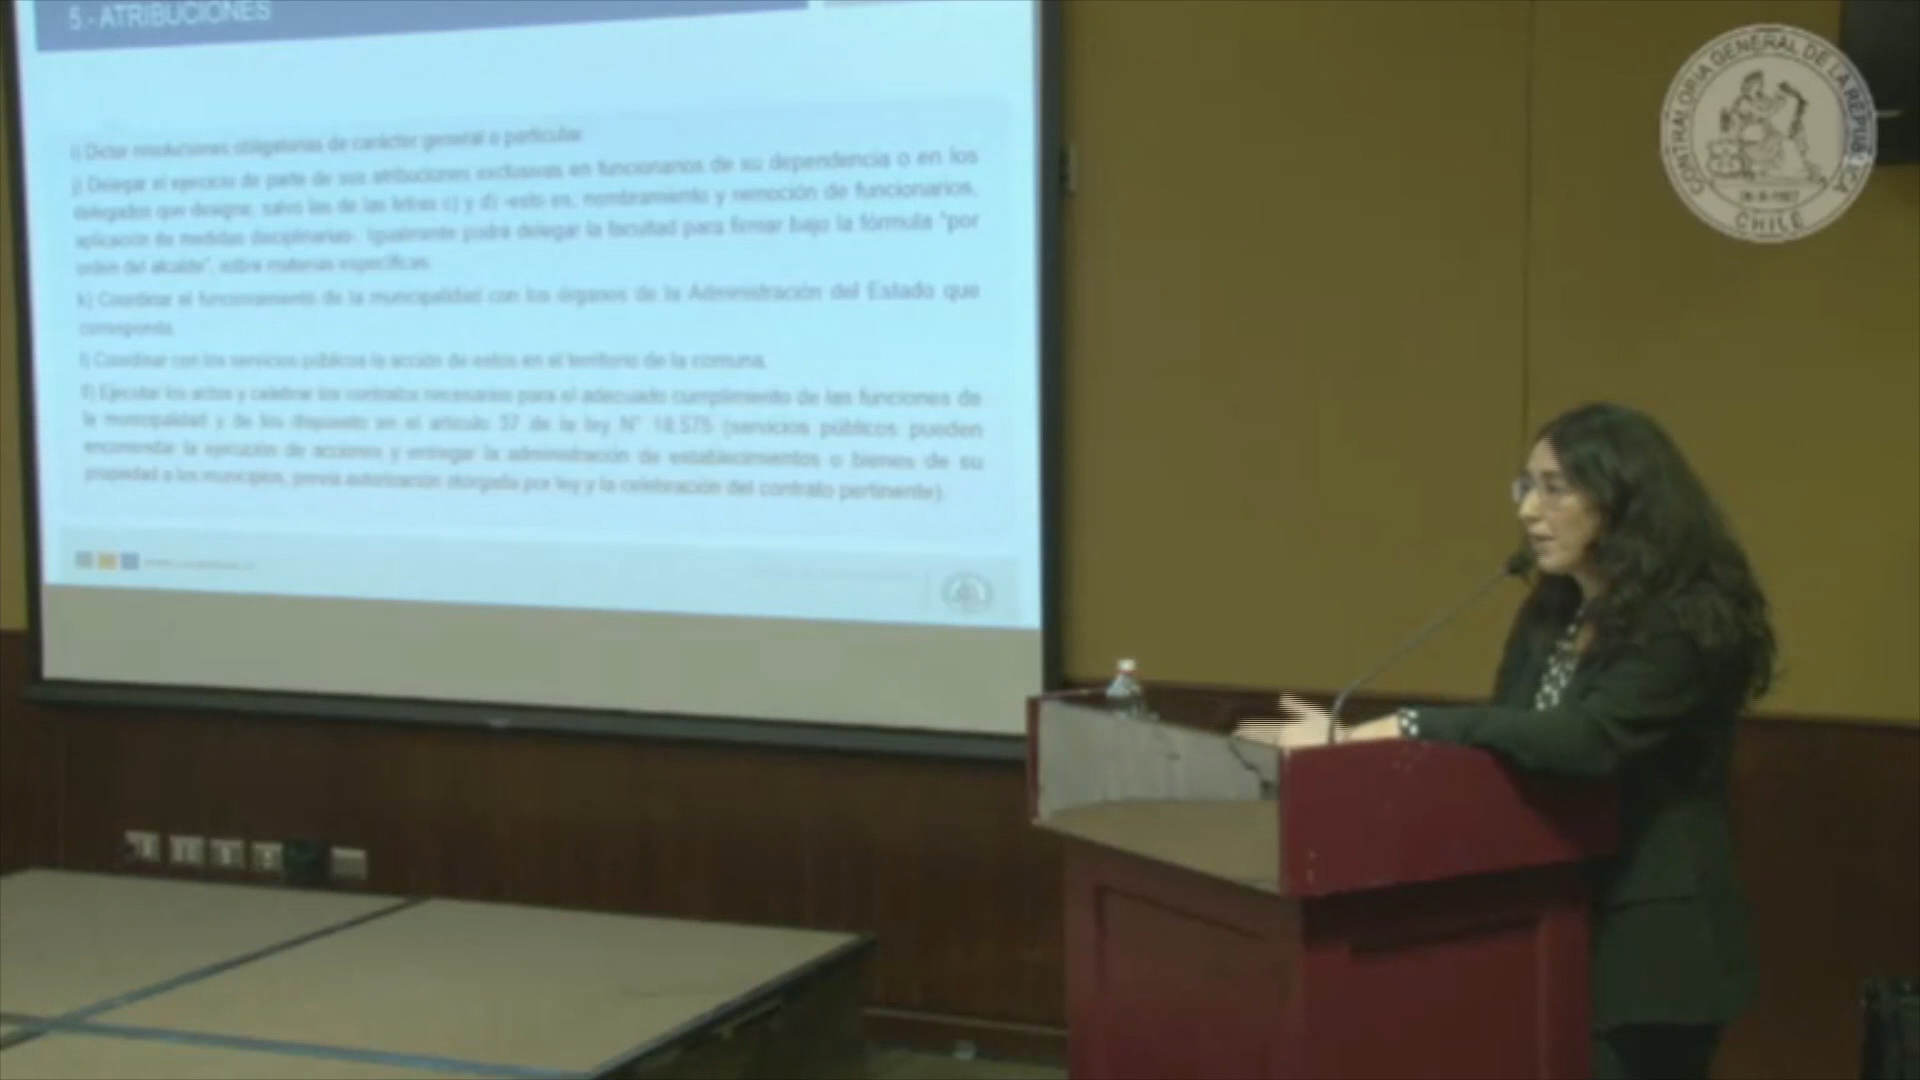 5.- ATRIBUCIONES
i) Dictar resoluciones obligatorias de carácter general o particular.
j) Delegar el ejercicio de parte de sus atribuciones exclusivas en funcionarios de su dependencia o en los
delegados que designe, salvo las de las letras c) y d) -esto es, nombramiento y remoción de funcionarios,
aplicación de medidas disciplinarias-. Igualmente podrá delegar la facultad para firmar bajo la fórmula "por
orden del alcalde", sobre materias específicas.
k) Coordinar el funcionamiento de la municipalidad con los órganos de la Administración del Estado que
corresponda.
l) Coordinar con los servicios públicos la acción de estos en el territorio de la comuna;
ll) Ejecutar los actos y celebrar los contratos necesarios para el adecuado cumplimiento de las funciones de
la municipalidad y de los dispuesto en el artículo 37 de la ley N° 18.575 (servicios públicos pueden
encomendar la ejecución de acciones y entregar la administración de establecimientos o bienes de su
propiedad a los municipios, previa autorización otorgada por ley y la celebración del contrato pertinente).
CONTRALORIA GENERAL DE LA REPUBLICA
CHILE